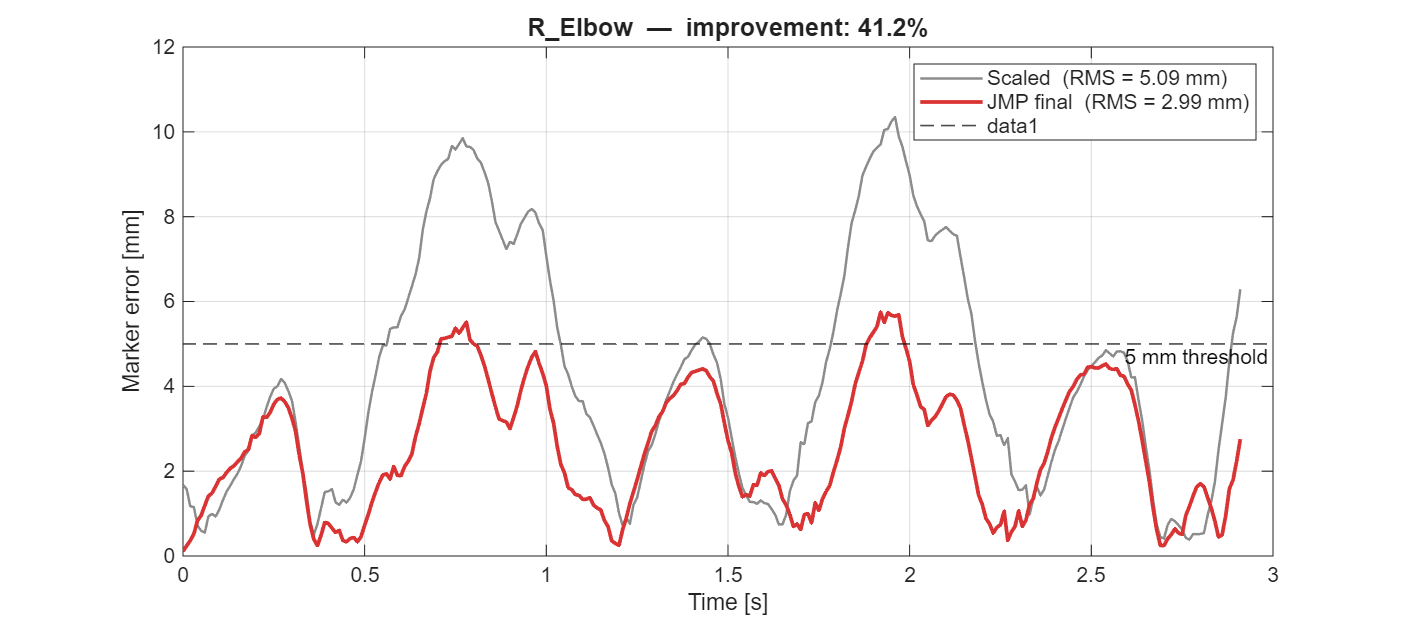 R_Elbow — improvement: 41.2%
12
10
8
6
4
2
0
Marker error [mm]
Scaled (RMS = 5.09 mm)
JMP final (RMS = 2.99 mm)
data1
5 mm threshold
0 0.5 1 1.5 2 2.5 3
Time [s]